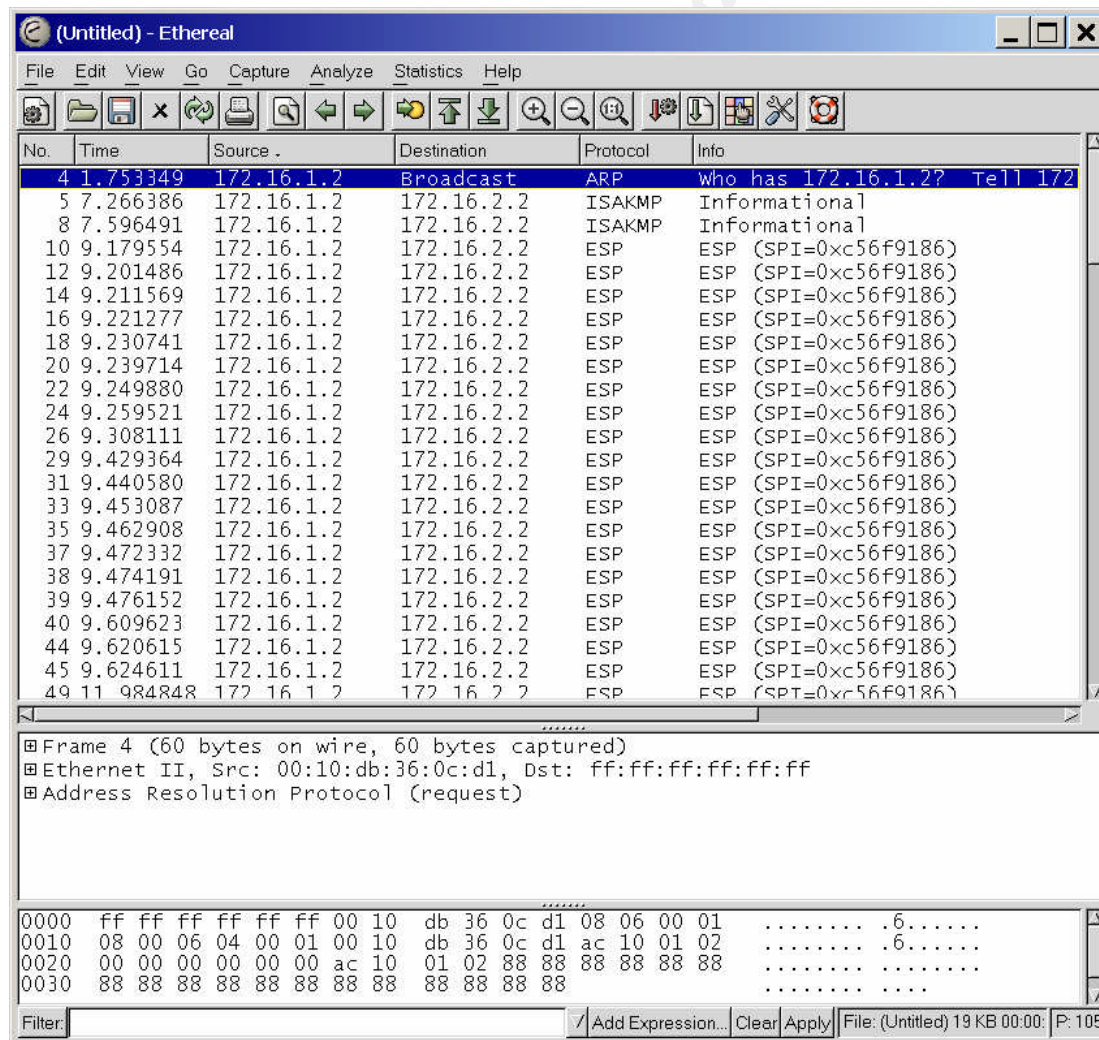 (Untitled) - Ethereal
File Edit View Go Capture Analyze Statistics Help
No. Time Source . Destination Protocol Info
4 1.753349 172.16.1.2 Broadcast ARP Who has 172.16.1.2? Tell 172
5 7.266386 172.16.1.2 172.16.2.2 ISAKMP Informational
8 7.596491 172.16.1.2 172.16.2.2 ISAKMP Informational
10 9.179554 172.16.1.2 172.16.2.2 ESP ESP (SPI=0xc56f9186)
12 9.201486 172.16.1.2 172.16.2.2 ESP ESP (SPI=0xc56f9186)
14 9.211569 172.16.1.2 172.16.2.2 ESP ESP (SPI=0xc56f9186)
16 9.221277 172.16.1.2 172.16.2.2 ESP ESP (SPI=0xc56f9186)
18 9.230741 172.16.1.2 172.16.2.2 ESP ESP (SPI=0xc56f9186)
20 9.239714 172.16.1.2 172.16.2.2 ESP ESP (SPI=0xc56f9186)
22 9.249880 172.16.1.2 172.16.2.2 ESP ESP (SPI=0xc56f9186)
24 9.259521 172.16.1.2 172.16.2.2 ESP ESP (SPI=0xc56f9186)
26 9.308111 172.16.1.2 172.16.2.2 ESP ESP (SPI=0xc56f9186)
29 9.429364 172.16.1.2 172.16.2.2 ESP ESP (SPI=0xc56f9186)
31 9.440580 172.16.1.2 172.16.2.2 ESP ESP (SPI=0xc56f9186)
33 9.453087 172.16.1.2 172.16.2.2 ESP ESP (SPI=0xc56f9186)
35 9.462908 172.16.1.2 172.16.2.2 ESP ESP (SPI=0xc56f9186)
37 9.472332 172.16.1.2 172.16.2.2 ESP ESP (SPI=0xc56f9186)
38 9.474191 172.16.1.2 172.16.2.2 ESP ESP (SPI=0xc56f9186)
39 9.476152 172.16.1.2 172.16.2.2 ESP ESP (SPI=0xc56f9186)
40 9.609623 172.16.1.2 172.16.2.2 ESP ESP (SPI=0xc56f9186)
44 9.620615 172.16.1.2 172.16.2.2 ESP ESP (SPI=0xc56f9186)
45 9.624611 172.16.1.2 172.16.2.2 ESP ESP (SPI=0xc56f9186)
49 11.984848 172.16.1.2 172.16.2.2 ESP ESP (SPI=0xc56f9186)
Frame 4 (60 bytes on wire, 60 bytes captured)
Ethernet II, Src: 00:10:db:36:0c:d1, Dst: ff:ff:ff:ff:ff:ff
Address Resolution Protocol (request)
0000 ff ff ff ff ff ff 00 10 db 36 0c d1 08 06 00 01 ........ .6......
0010 08 00 06 04 00 01 00 10 db 36 0c d1 ac 10 01 02 ........ .6......
0020 00 00 00 00 00 00 ac 10 01 02 88 88 88 88 88 88 ........ ........
0030 88 88 88 88 88 88 88 88 88 88 88 88 ........ ....
Filter: Add Expression... Clear Apply File: (Untitled) 19 KB 00:00: P: 105